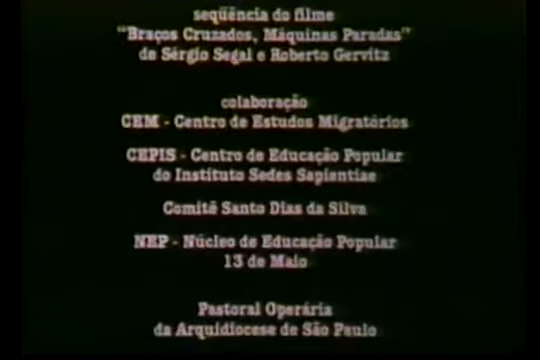 seqüência do filme
"Braços Cruzados, Máquinas Paradas"
de Sérgio Segal e Roberto Gervitz
colaboração
CEM - Centro de Estudos Migratórios
CEPIS - Centro de Educação Popular
do Instituto Sedes Sapientiae
Comitê Santo Dias da Silva
NEP - Núcleo de Educação Popular
13 de Maio
Pastoral Operária
da Arquidiocese de São Paulo